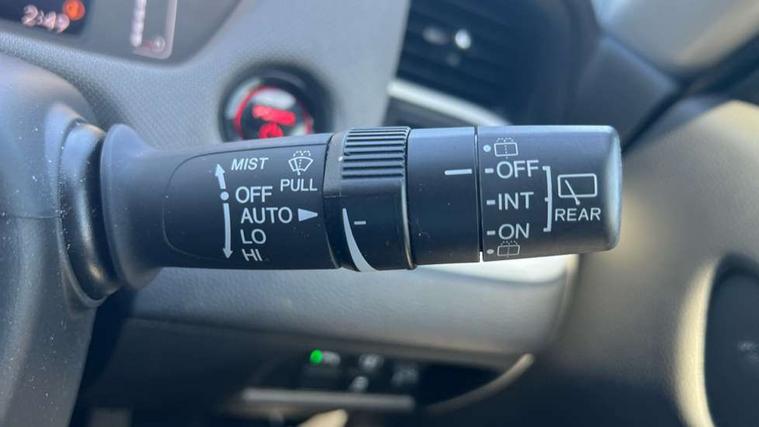 MIST
PULL
OFF
AUTO
LO
HI
OFF
INT
ON
REAR